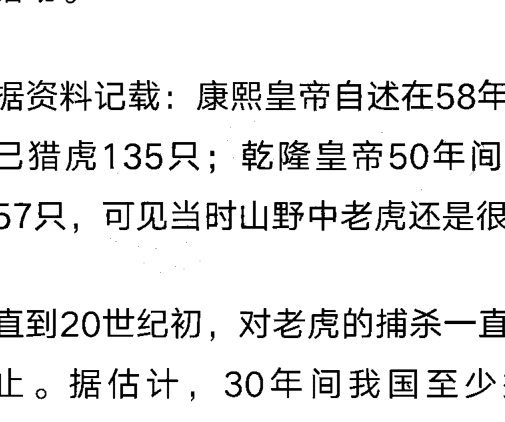 据资料记载：康熙皇帝自述在58年
已猎虎135只；乾隆皇帝50年间
57只，可见当时山野中老虎还是很
直到20世纪初，对老虎的捕杀一直
止。据估计，30年间我国至少